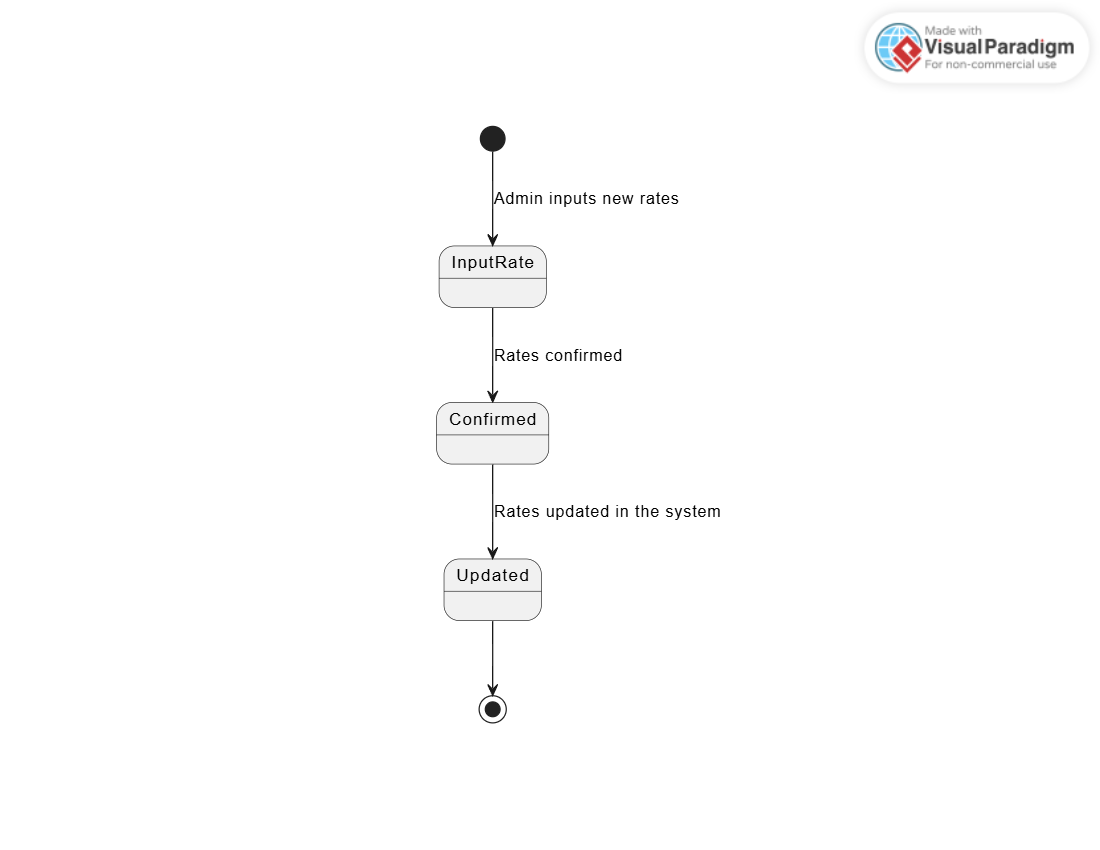 Made with
Visual Paradigm
For non-commercial use
Admin inputs new rates
InputRate
Rates confirmed
Confirmed
Rates updated in the system
Updated